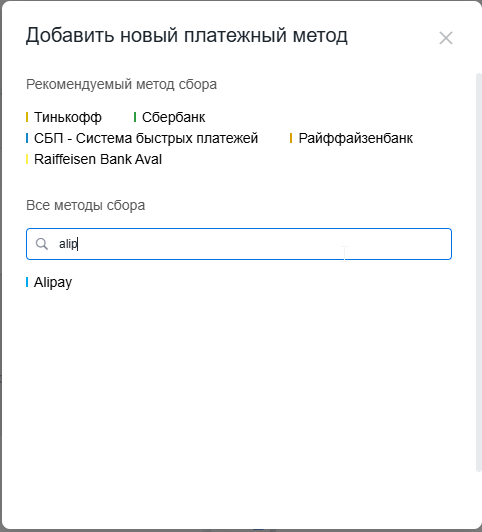 Добавить новый платежный метод
Рекомендуемый метод сбора
Тинькофф Сбербанк
СБП - Система быстрых платежей Райффайзенбанк
Raiffeisen Bank Aval
Все методы сбора
alip
Alipay